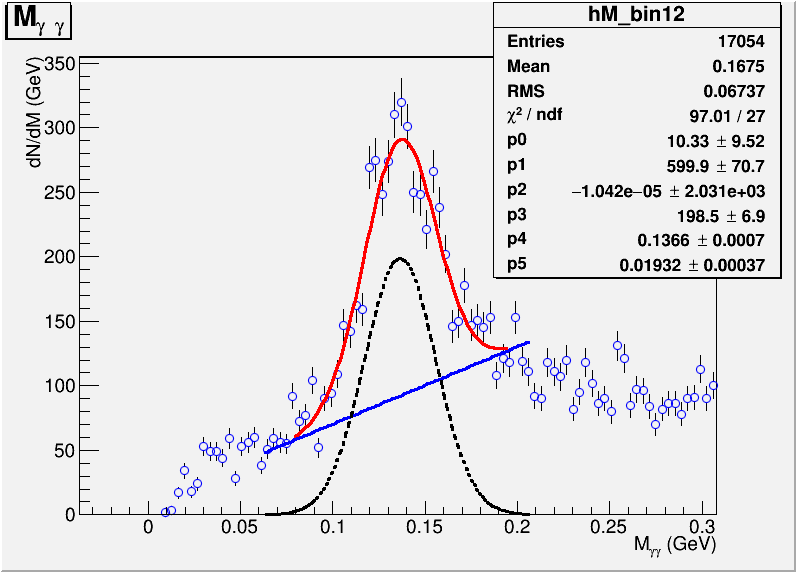 Mγ γ
hM_bin12
Entries 17054
Mean 0.1675
RMS 0.06737
χ² / ndf 97.01 / 27
p0 10.33 ± 9.52
p1 599.9 ± 70.7
p2 −1.042e−05 ± 2.031e+03
p3 198.5 ± 6.9
p4 0.1366 ± 0.0007
p5 0.01932 ± 0.00037
dN/dM (GeV)
350
300
250
200
150
100
50
0
0 0.05 0.1 0.15 0.2 0.25 0.3
Mγγ (GeV)